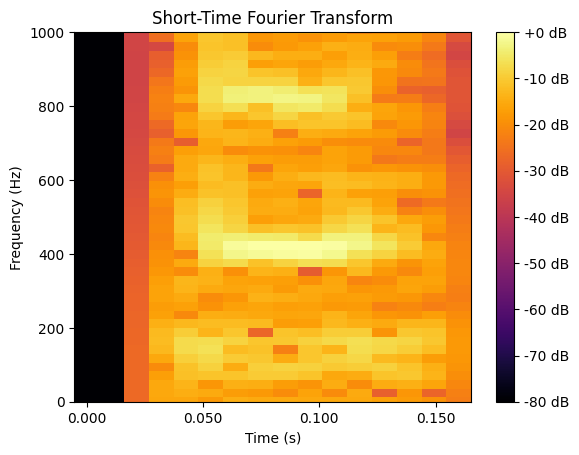 Short-Time Fourier Transform
1000
800
600
400
200
0
Frequency (Hz)
0.000
0.050
0.100
0.150
Time (s)
+0 dB
-10 dB
-20 dB
-30 dB
-40 dB
-50 dB
-60 dB
-70 dB
-80 dB